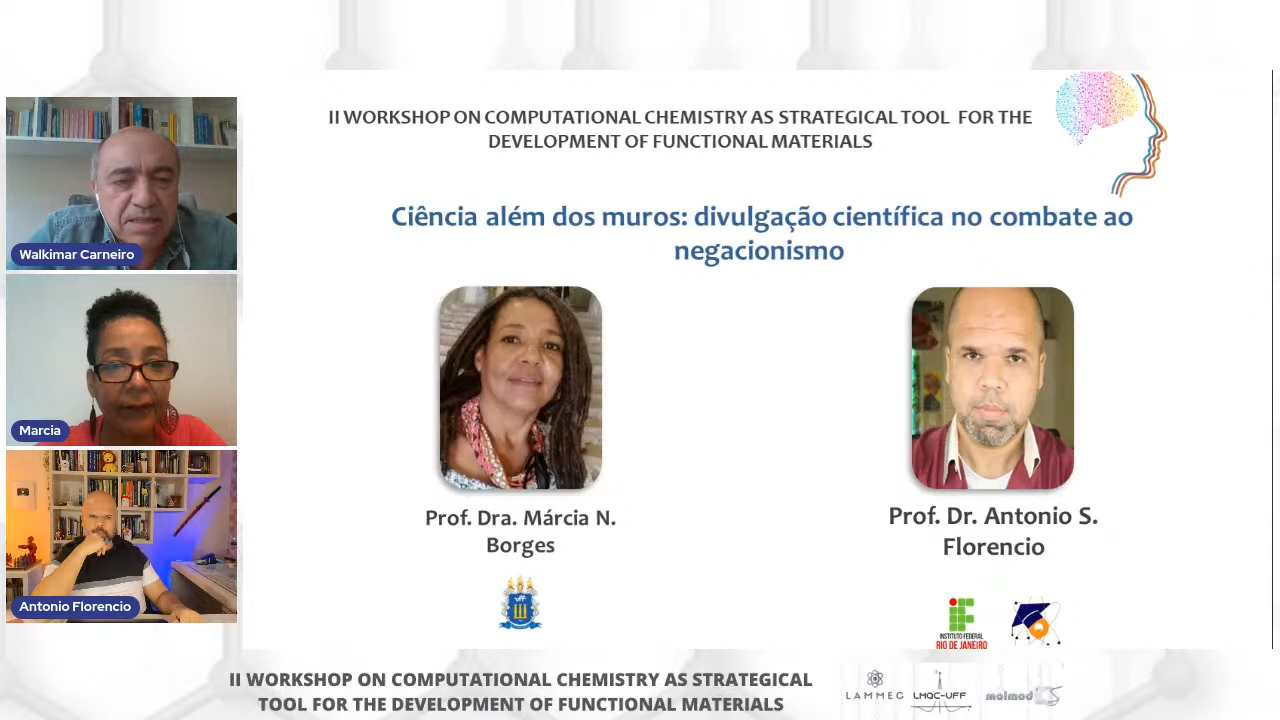 II WORKSHOP ON COMPUTATIONAL CHEMISTRY AS STRATEGICAL TOOL FOR THE
DEVELOPMENT OF FUNCTIONAL MATERIALS
Ciência além dos muros: divulgação científica no combate ao
negacionismo
Walkimar Carneiro
Marcia
Antonio Florencio
Prof. Dra. Márcia N.
Borges
Prof. Dr. Antonio S.
Florencio
uff
INSTITUTO FEDERAL
RIO DE JANEIRO
II WORKSHOP ON COMPUTATIONAL CHEMISTRY AS STRATEGICAL
TOOL FOR THE DEVELOPMENT OF FUNCTIONAL MATERIALS
LAMMEC
LMQC-UFF
molmod